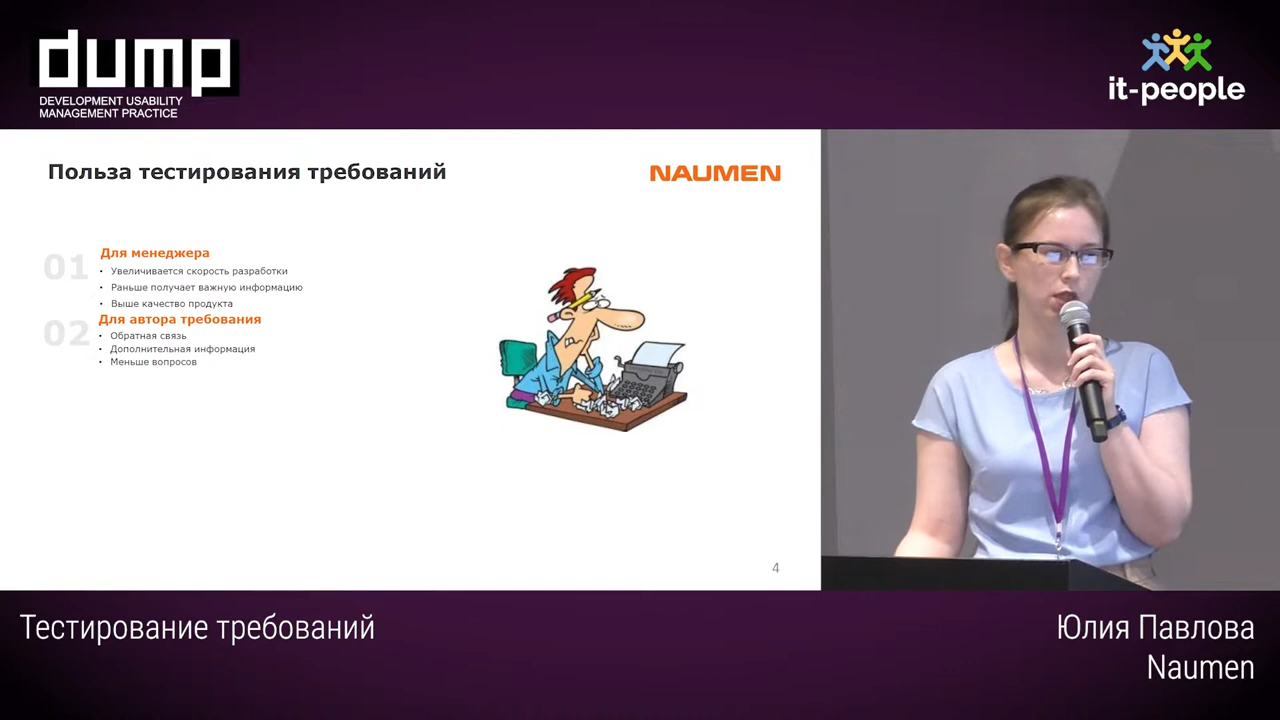 dump
DEVELOPMENT USABILITY
MANAGEMENT PRACTICE
it-people
Польза тестирования требований
NAUMEN
01
Для менеджера
• Увеличивается скорость разработки
• Раньше получает важную информацию
• Выше качество продукта
02
Для автора требования
• Обратная связь
• Дополнительная информация
• Меньше вопросов
4
Тестирование требований
Юлия Павлова
Naumen